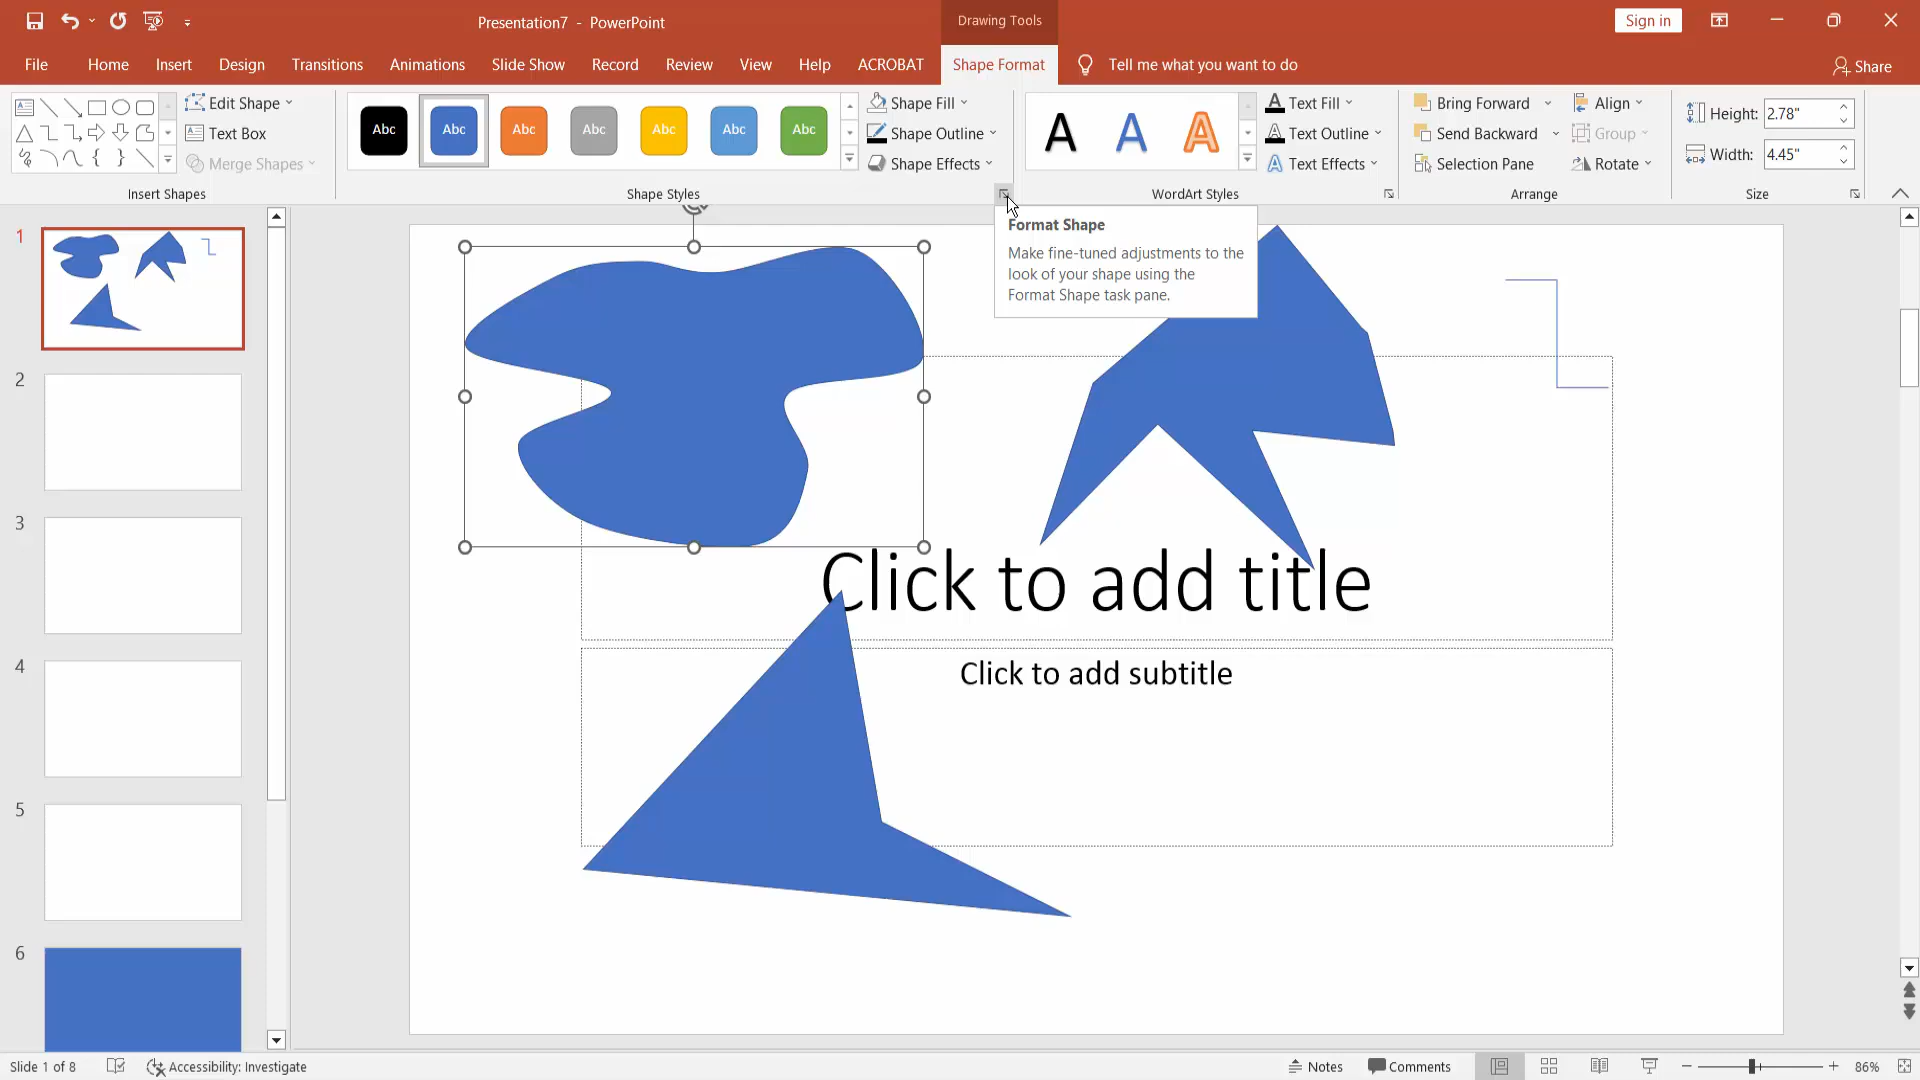 Presentation7 - PowerPoint
Drawing Tools
Sign in
File Home Insert Design Transitions Animations Slide Show Record Review View Help ACROBAT Shape Format Tell me what you want to do Share
Edit Shape
Text Box
Merge Shapes
Insert Shapes
Abc Abc Abc Abc Abc Abc Abc
Shape Fill
Shape Outline
Shape Effects
Shape Styles
A A A
Text Fill
Text Outline
Text Effects
WordArt Styles
Bring Forward
Send Backward
Selection Pane
Align
Group
Rotate
Arrange
Height: 2.78"
Width: 4.45"
Size
Format Shape
Make fine-tuned adjustments to the
look of your shape using the
Format Shape task pane.
1
2
3
4
5
6
Click to add title
Click to add subtitle
Slide 1 of 8 Accessibility: Investigate Notes Comments 86%